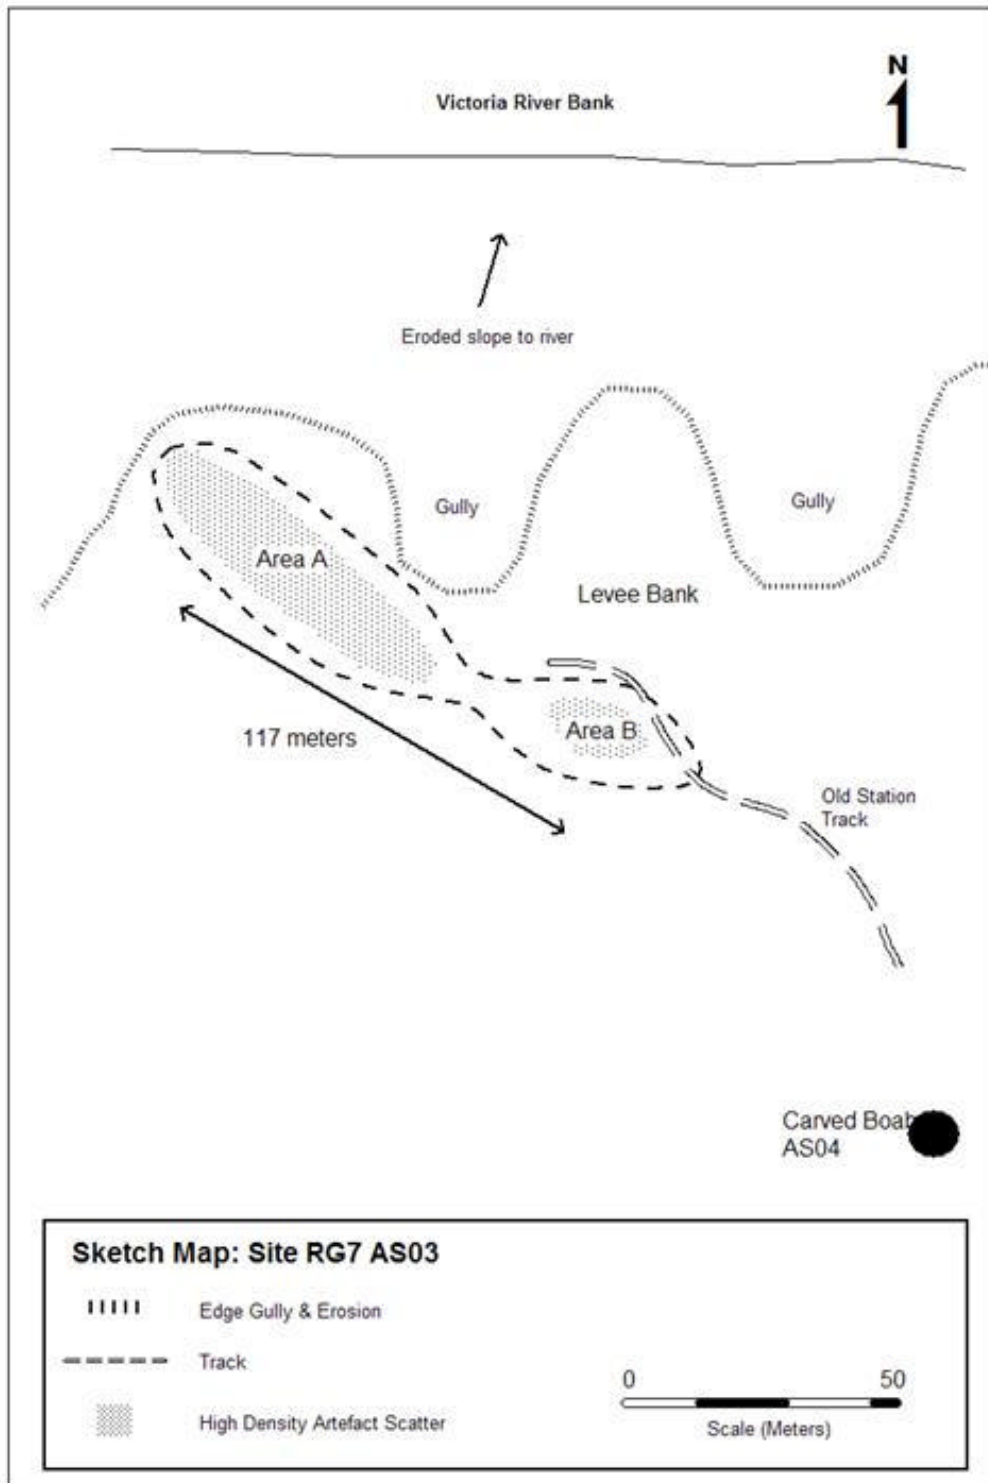 N
Victoria River Bank
Eroded slope to river
Gully
Gully
Area A
Levee Bank
Area B
117 meters
Old Station
Track
Carved Boab
AS04
Sketch Map: Site RG7 AS03
Edge Gully & Erosion
Track
High Density Artefact Scatter
0 50
Scale (Meters)